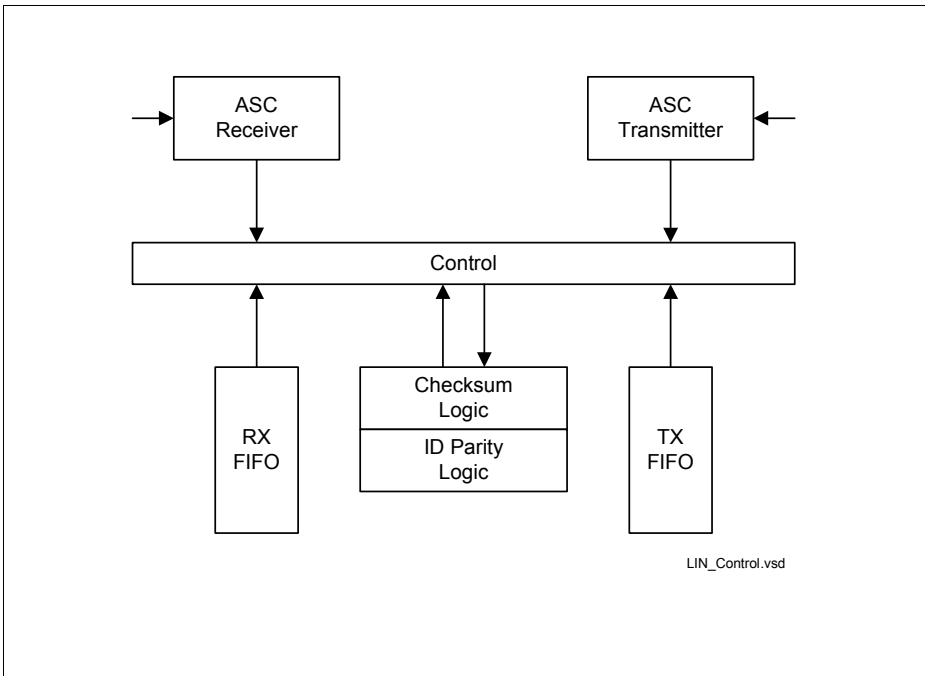 ASC
Receiver
ASC
Transmitter
Control
RX
FIFO
Checksum
Logic
ID Parity
Logic
TX
FIFO
LIN_Control.vsd